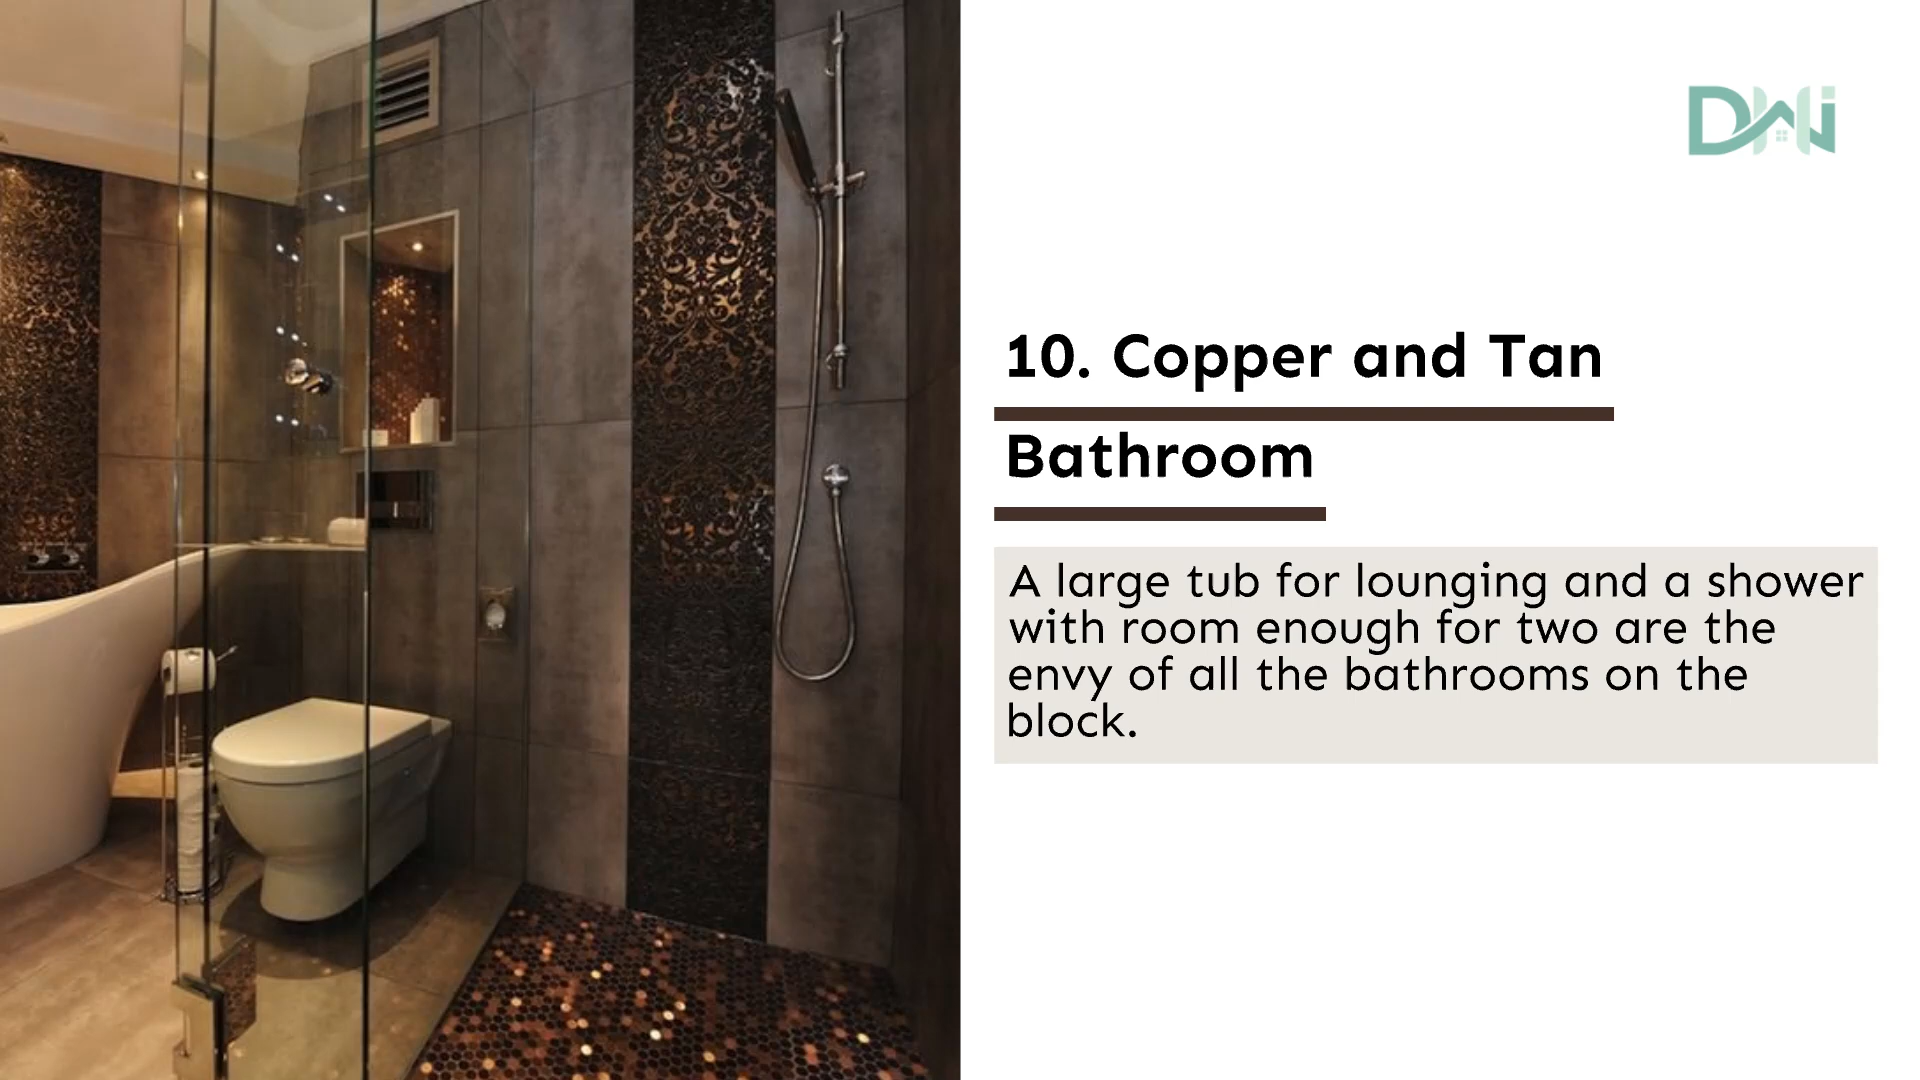 DHI
10. Copper and Tan
Bathroom
A large tub for lounging and a shower
with room enough for two are the
envy of all the bathrooms on the
block.